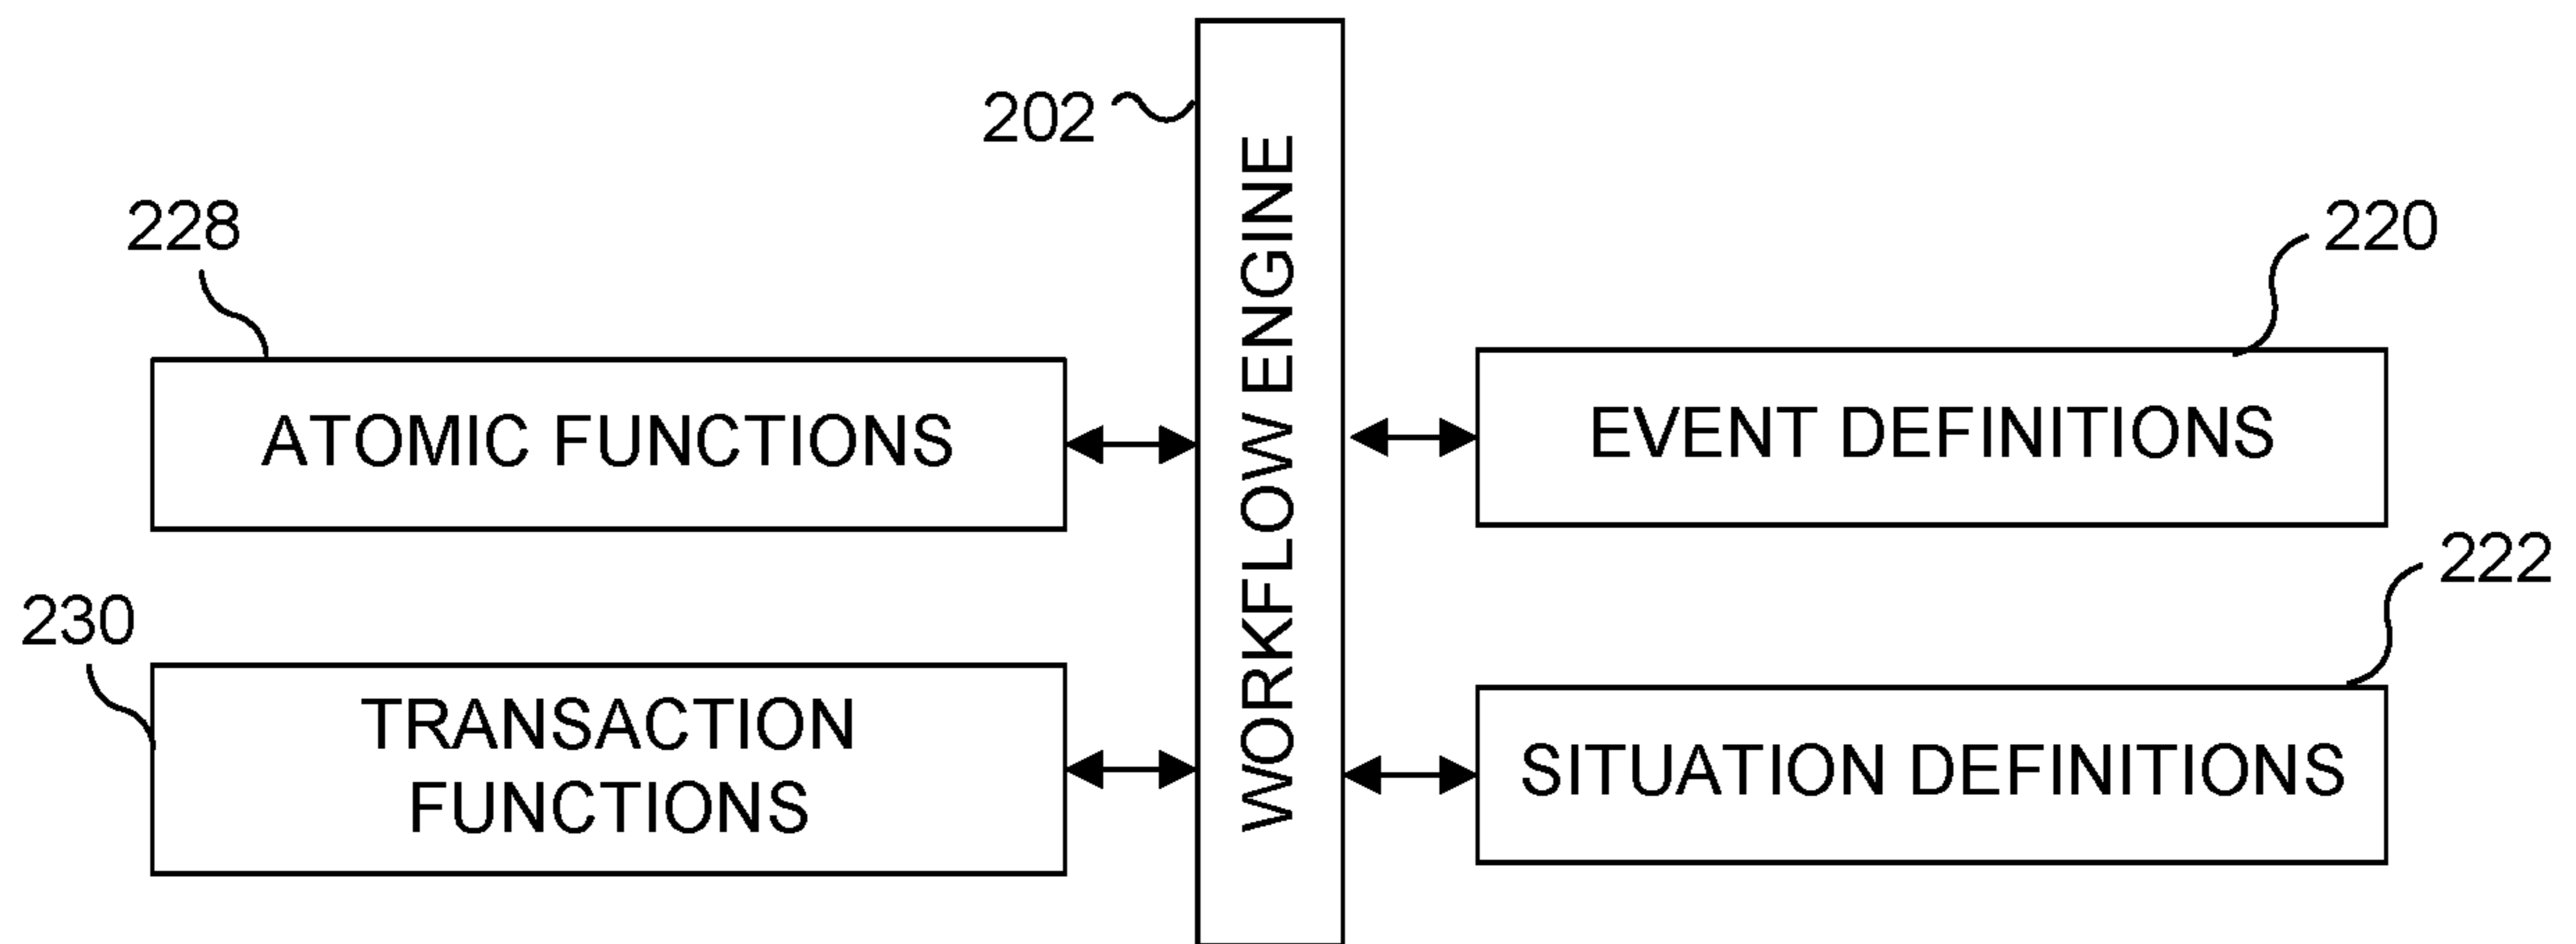 202
WORKFLOW ENGINE
228
ATOMIC FUNCTIONS
230
TRANSACTION
FUNCTIONS
220
EVENT DEFINITIONS
222
SITUATION DEFINITIONS